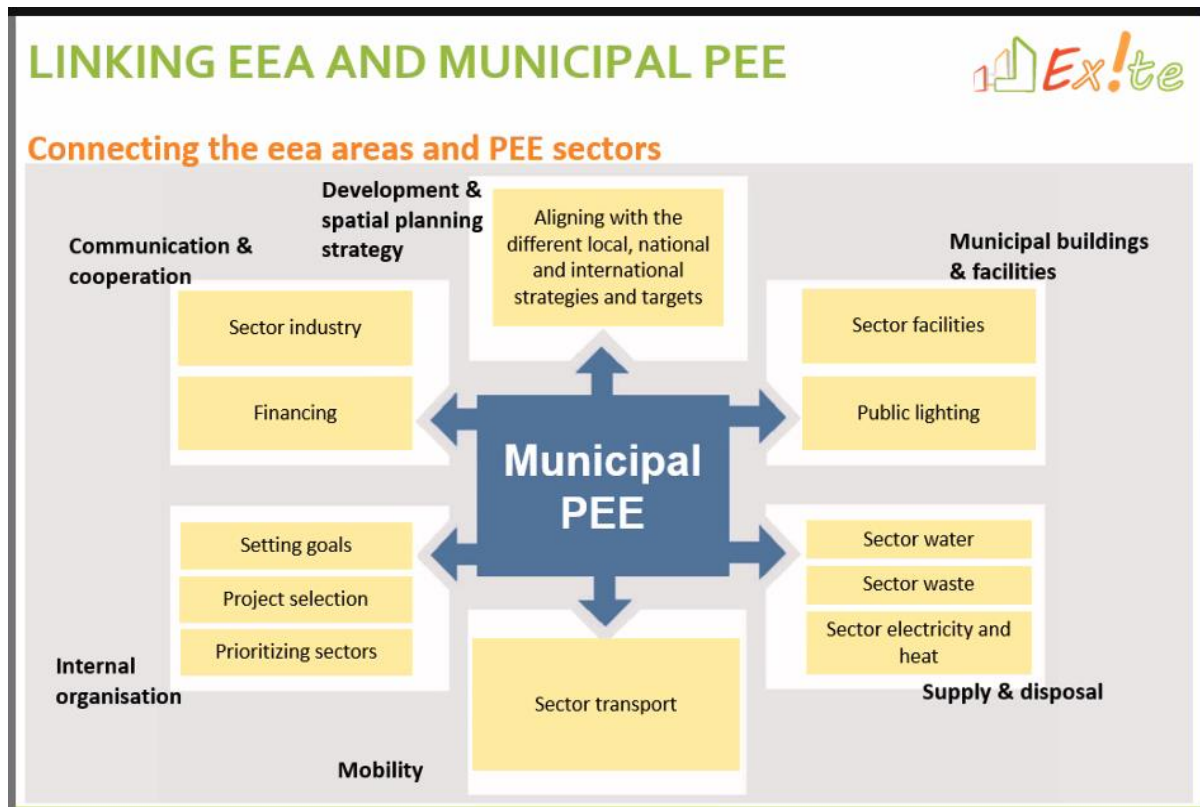 LINKING EEA AND MUNICIPAL PEE
Ex!te
Connecting the eea areas and PEE sectors
Development &
spatial planning
strategy
Aligning with the
different local, national
and international
strategies and targets
Communication &
cooperation
Sector industry
Financing
Municipal buildings
& facilities
Sector facilities
Public lighting
Municipal
PEE
Setting goals
Project selection
Prioritizing sectors
Internal
organisation
Sector water
Sector waste
Sector electricity and
heat
Supply & disposal
Sector transport
Mobility